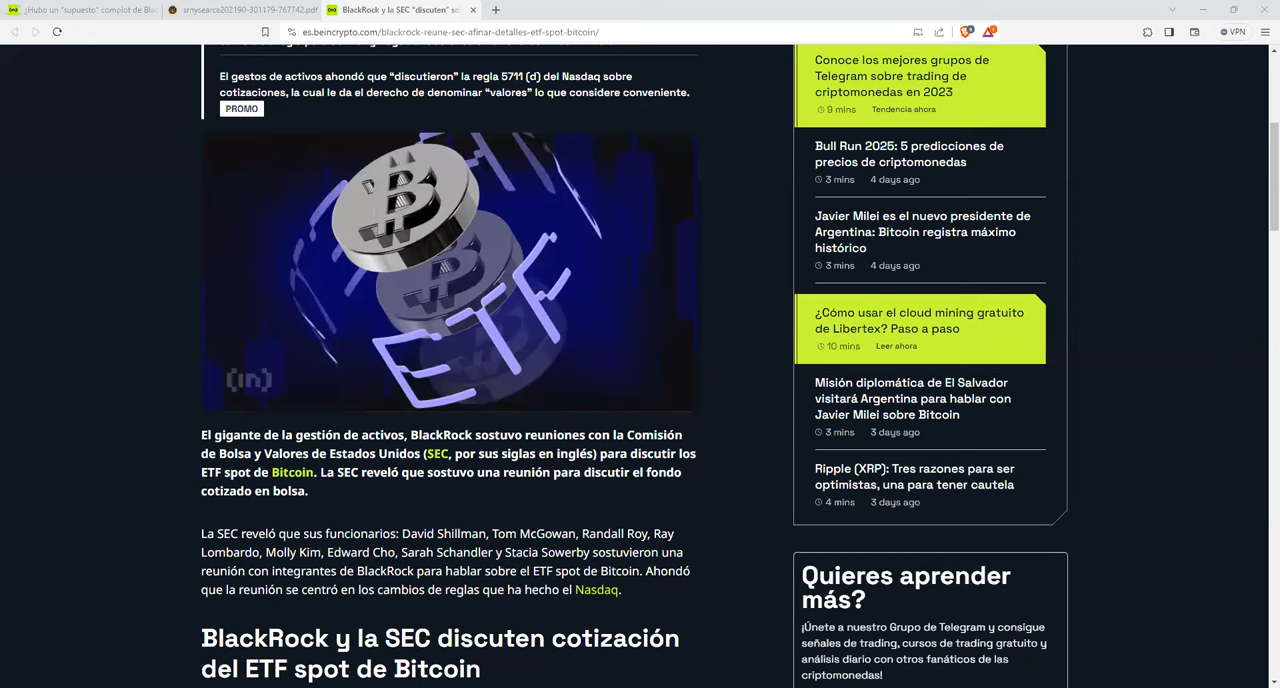 ¿Hubo un "supuesto" complot de Blac
srnysearca202190-301179-767742.pdf
BlackRock y la SEC "discuten" so
es.beincrypto.com/blackrock-reune-sec-afinar-detalles-etf-spot-bitcoin/
VPN
El gestos de activos ahondó que “discutieron” la regla 5711 (d) del Nasdaq sobre
cotizaciones, la cual le da el derecho de denominar “valores” lo que considere conveniente.
PROMO
B
B
ETF
(in)
El gigante de la gestión de activos, BlackRock sostuvo reuniones con la Comisión
de Bolsa y Valores de Estados Unidos (SEC, por sus siglas en inglés) para discutir los
ETF spot de Bitcoin. La SEC reveló que sostuvo una reunión para discutir el fondo
cotizado en bolsa.
La SEC reveló que sus funcionarios: David Shillman, Tom McGowan, Randall Roy, Ray
Lombardo, Molly Kim, Edward Cho, Sarah Schandler y Stacia Sowerby sostuvieron una
reunión con integrantes de BlackRock para hablar sobre el ETF spot de Bitcoin. Ahondó
que la reunión se centró en los cambios de reglas que ha hecho el Nasdaq.
BlackRock y la SEC discuten cotización
del ETF spot de Bitcoin
Conoce los mejores grupos de
Telegram sobre trading de
criptomonedas en 2023
9 mins Tendencia ahora
Bull Run 2025: 5 predicciones de
precios de criptomonedas
3 mins 4 days ago
Javier Milei es el nuevo presidente de
Argentina: Bitcoin registra máximo
histórico
3 mins 4 days ago
¿Cómo usar el cloud mining gratuito
de Libertex? Paso a paso
10 mins Leer ahora
Misión diplomática de El Salvador
visitará Argentina para hablar con
Javier Milei sobre Bitcoin
3 mins 3 days ago
Ripple (XRP): Tres razones para ser
optimistas, una para tener cautela
4 mins 3 days ago
Quieres aprender
más?
¡Únete a nuestro Grupo de Telegram y consigue
señales de trading, cursos de trading gratuito y
análisis diario con otros fanáticos de las
criptomonedas!